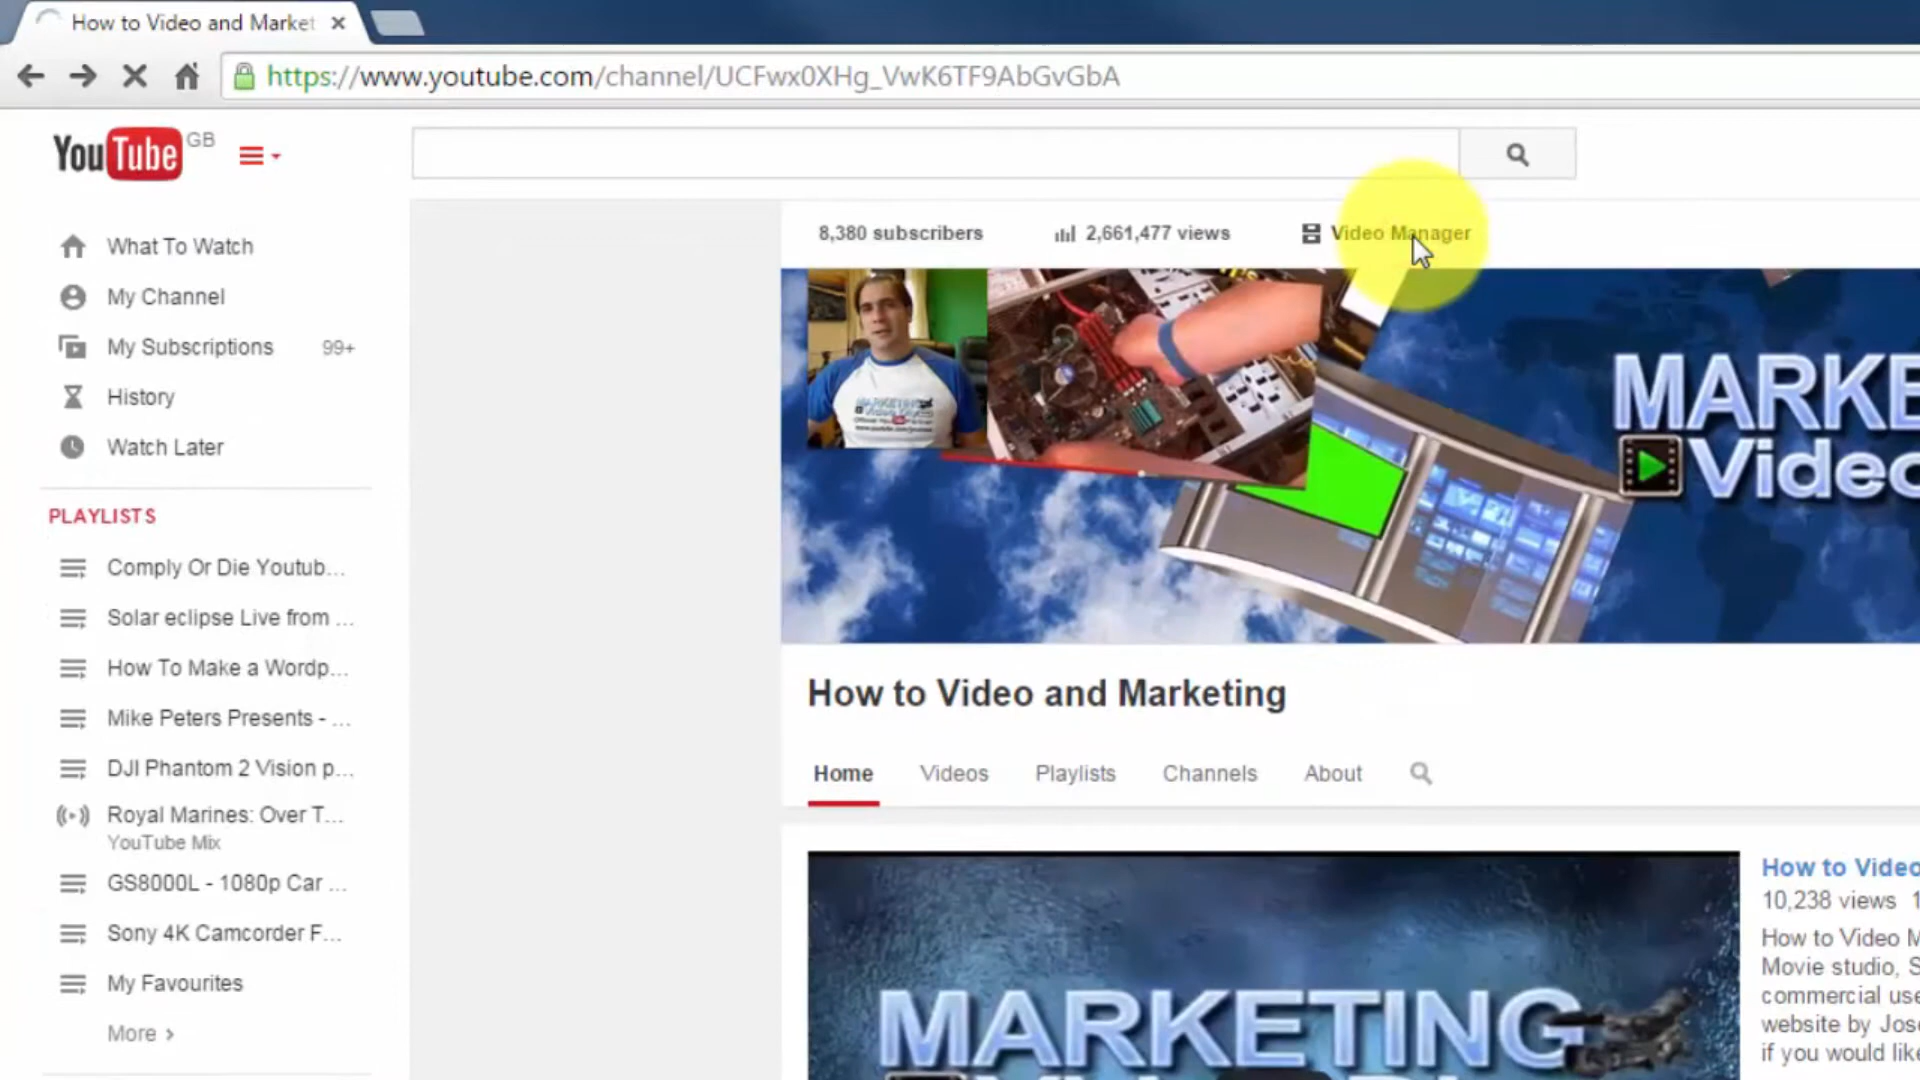 How to Video and Market
https://www.youtube.com/channel/UCFwx0XHg_VwK6TF9AbGvGbA
YouTube GB
8,380 subscribers
2,661,477 views
Video Manager
What To Watch
My Channel
My Subscriptions 99+
History
Watch Later
PLAYLISTS
Comply Or Die Youtub...
Solar eclipse Live from ...
How To Make a Wordp...
Mike Peters Presents - ...
DJI Phantom 2 Vision p...
Royal Marines: Over T...
YouTube Mix
GS8000L - 1080p Car ...
Sony 4K Camcorder F...
My Favourites
More
MARKE
Video
How to Video and Marketing
Home Videos Playlists Channels About
MARKETING
How to Video
10,238 views 1
How to Video M
Movie studio, S
commercial use
website by Jose
if you would like